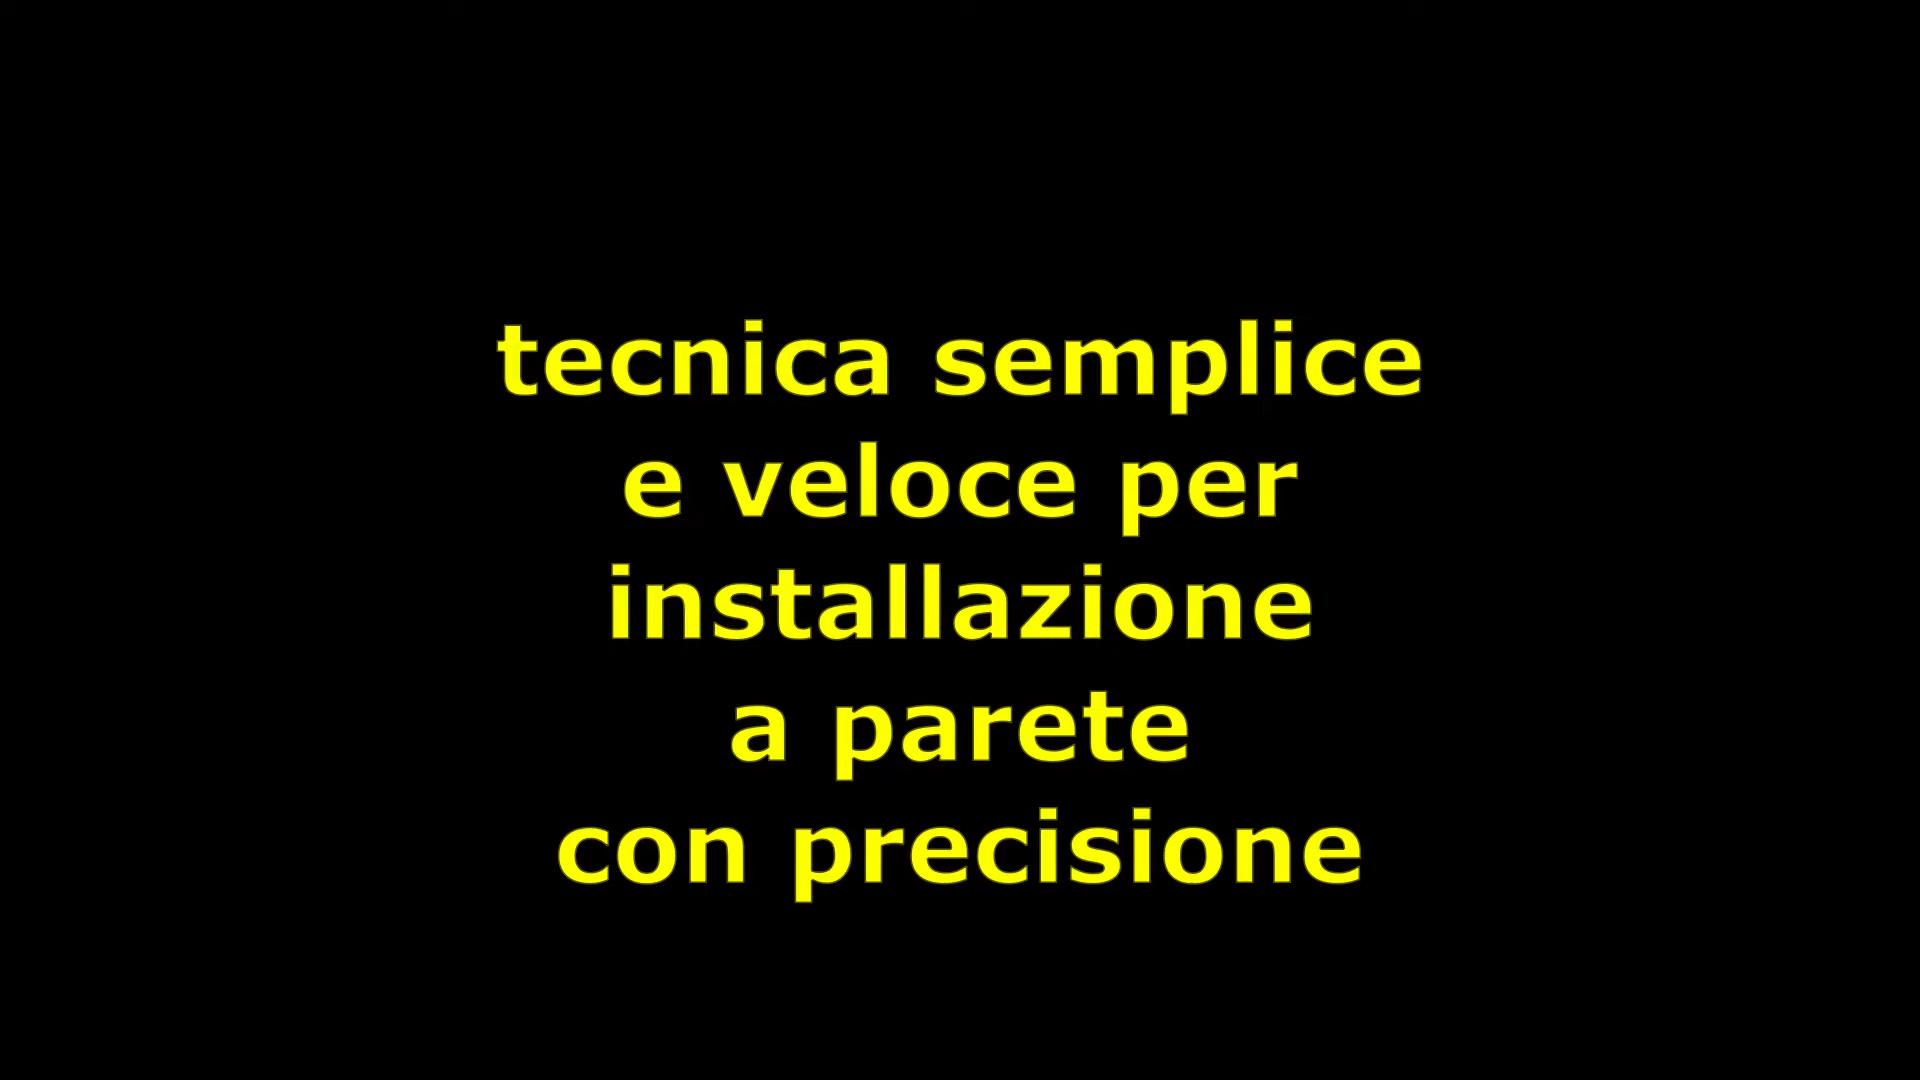 tecnica semplice
e veloce per
installazione
a parete
con precisione